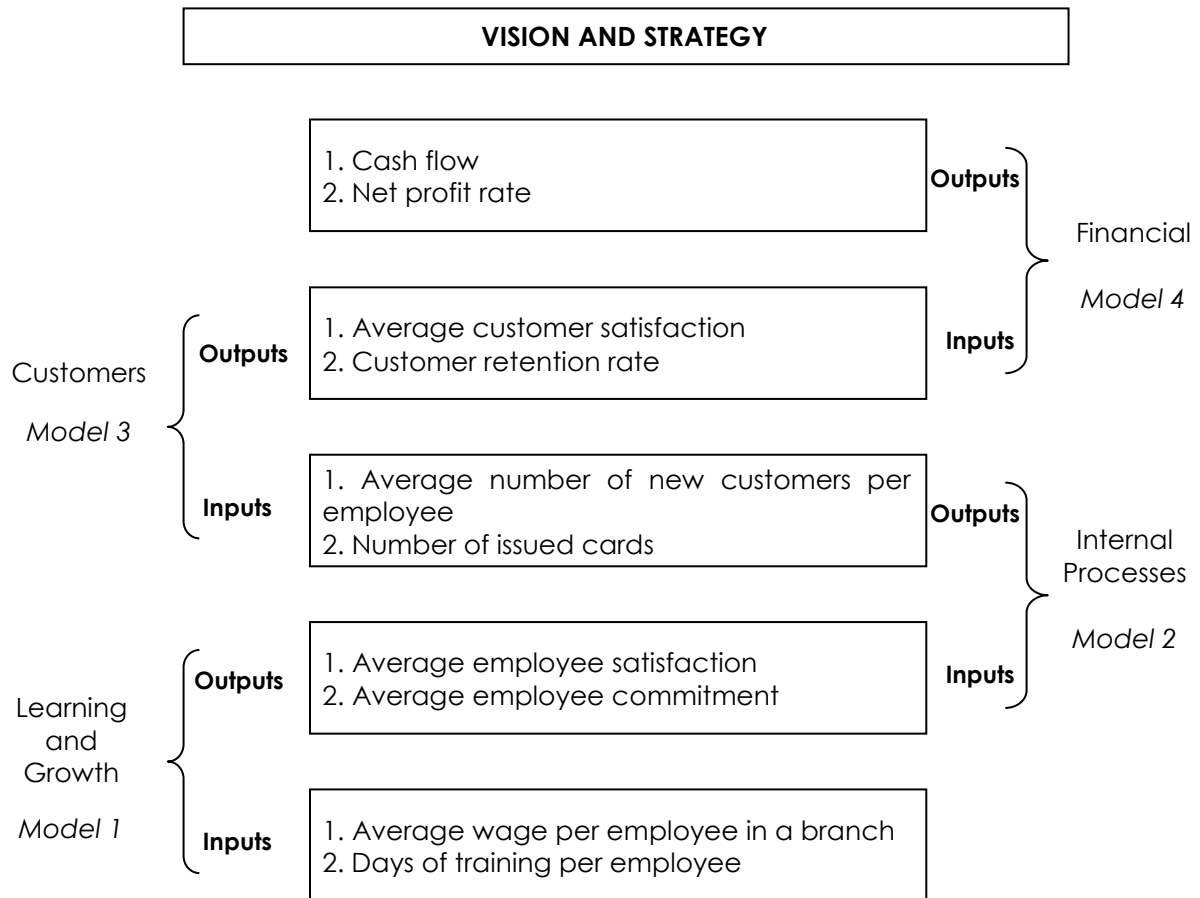 VISION AND STRATEGY
1. Cash flow
2. Net profit rate
Outputs
Financial
Model 4
1. Average customer satisfaction
2. Customer retention rate
Inputs
Outputs
Customers
Model 3
Inputs
1. Average number of new customers per
employee
2. Number of issued cards
Outputs
Internal
Processes
Model 2
1. Average employee satisfaction
2. Average employee commitment
Inputs
Outputs
Learning
and
Growth
Model 1
Inputs
1. Average wage per employee in a branch
2. Days of training per employee